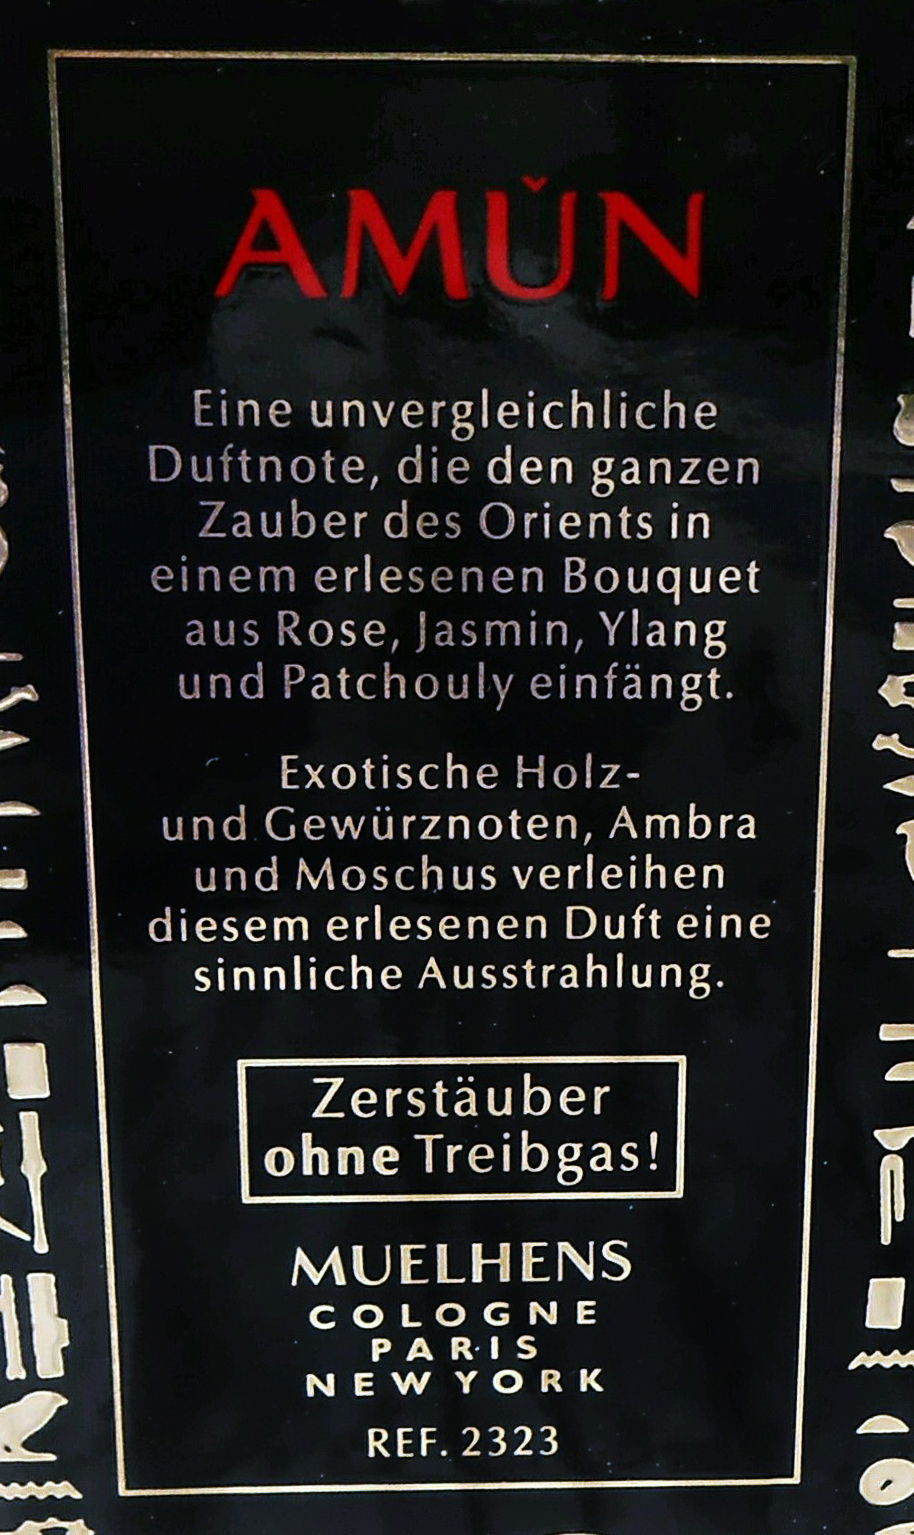 AMŬN
Eine unvergleichliche
Duftnote, die den ganzen
Zauber des Orients in
einem erlesenen Bouquet
aus Rose, Jasmin, Ylang
und Patchouly einfängt.
Exotische Holz-
und Gewürznoten, Ambra
und Moschus verleihen
diesem erlesenen Duft eine
sinnliche Ausstrahlung.
Zerstäuber
ohne Treibgas!
MUELHENS
COLOGNE
PARIS
NEW YORK
REF. 2323